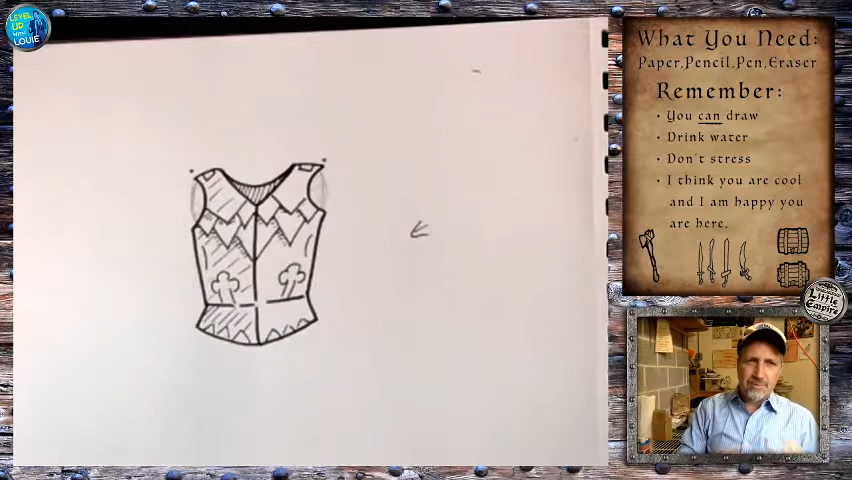 LEVEL
UP
WITH
LOUIE
What You Need:
Paper,Pencil,Pen,Eraser
Remember:
• You can draw
• Drink water
• Don't stress
• I think you are cool
and I am happy you
are here.
Little
Empire